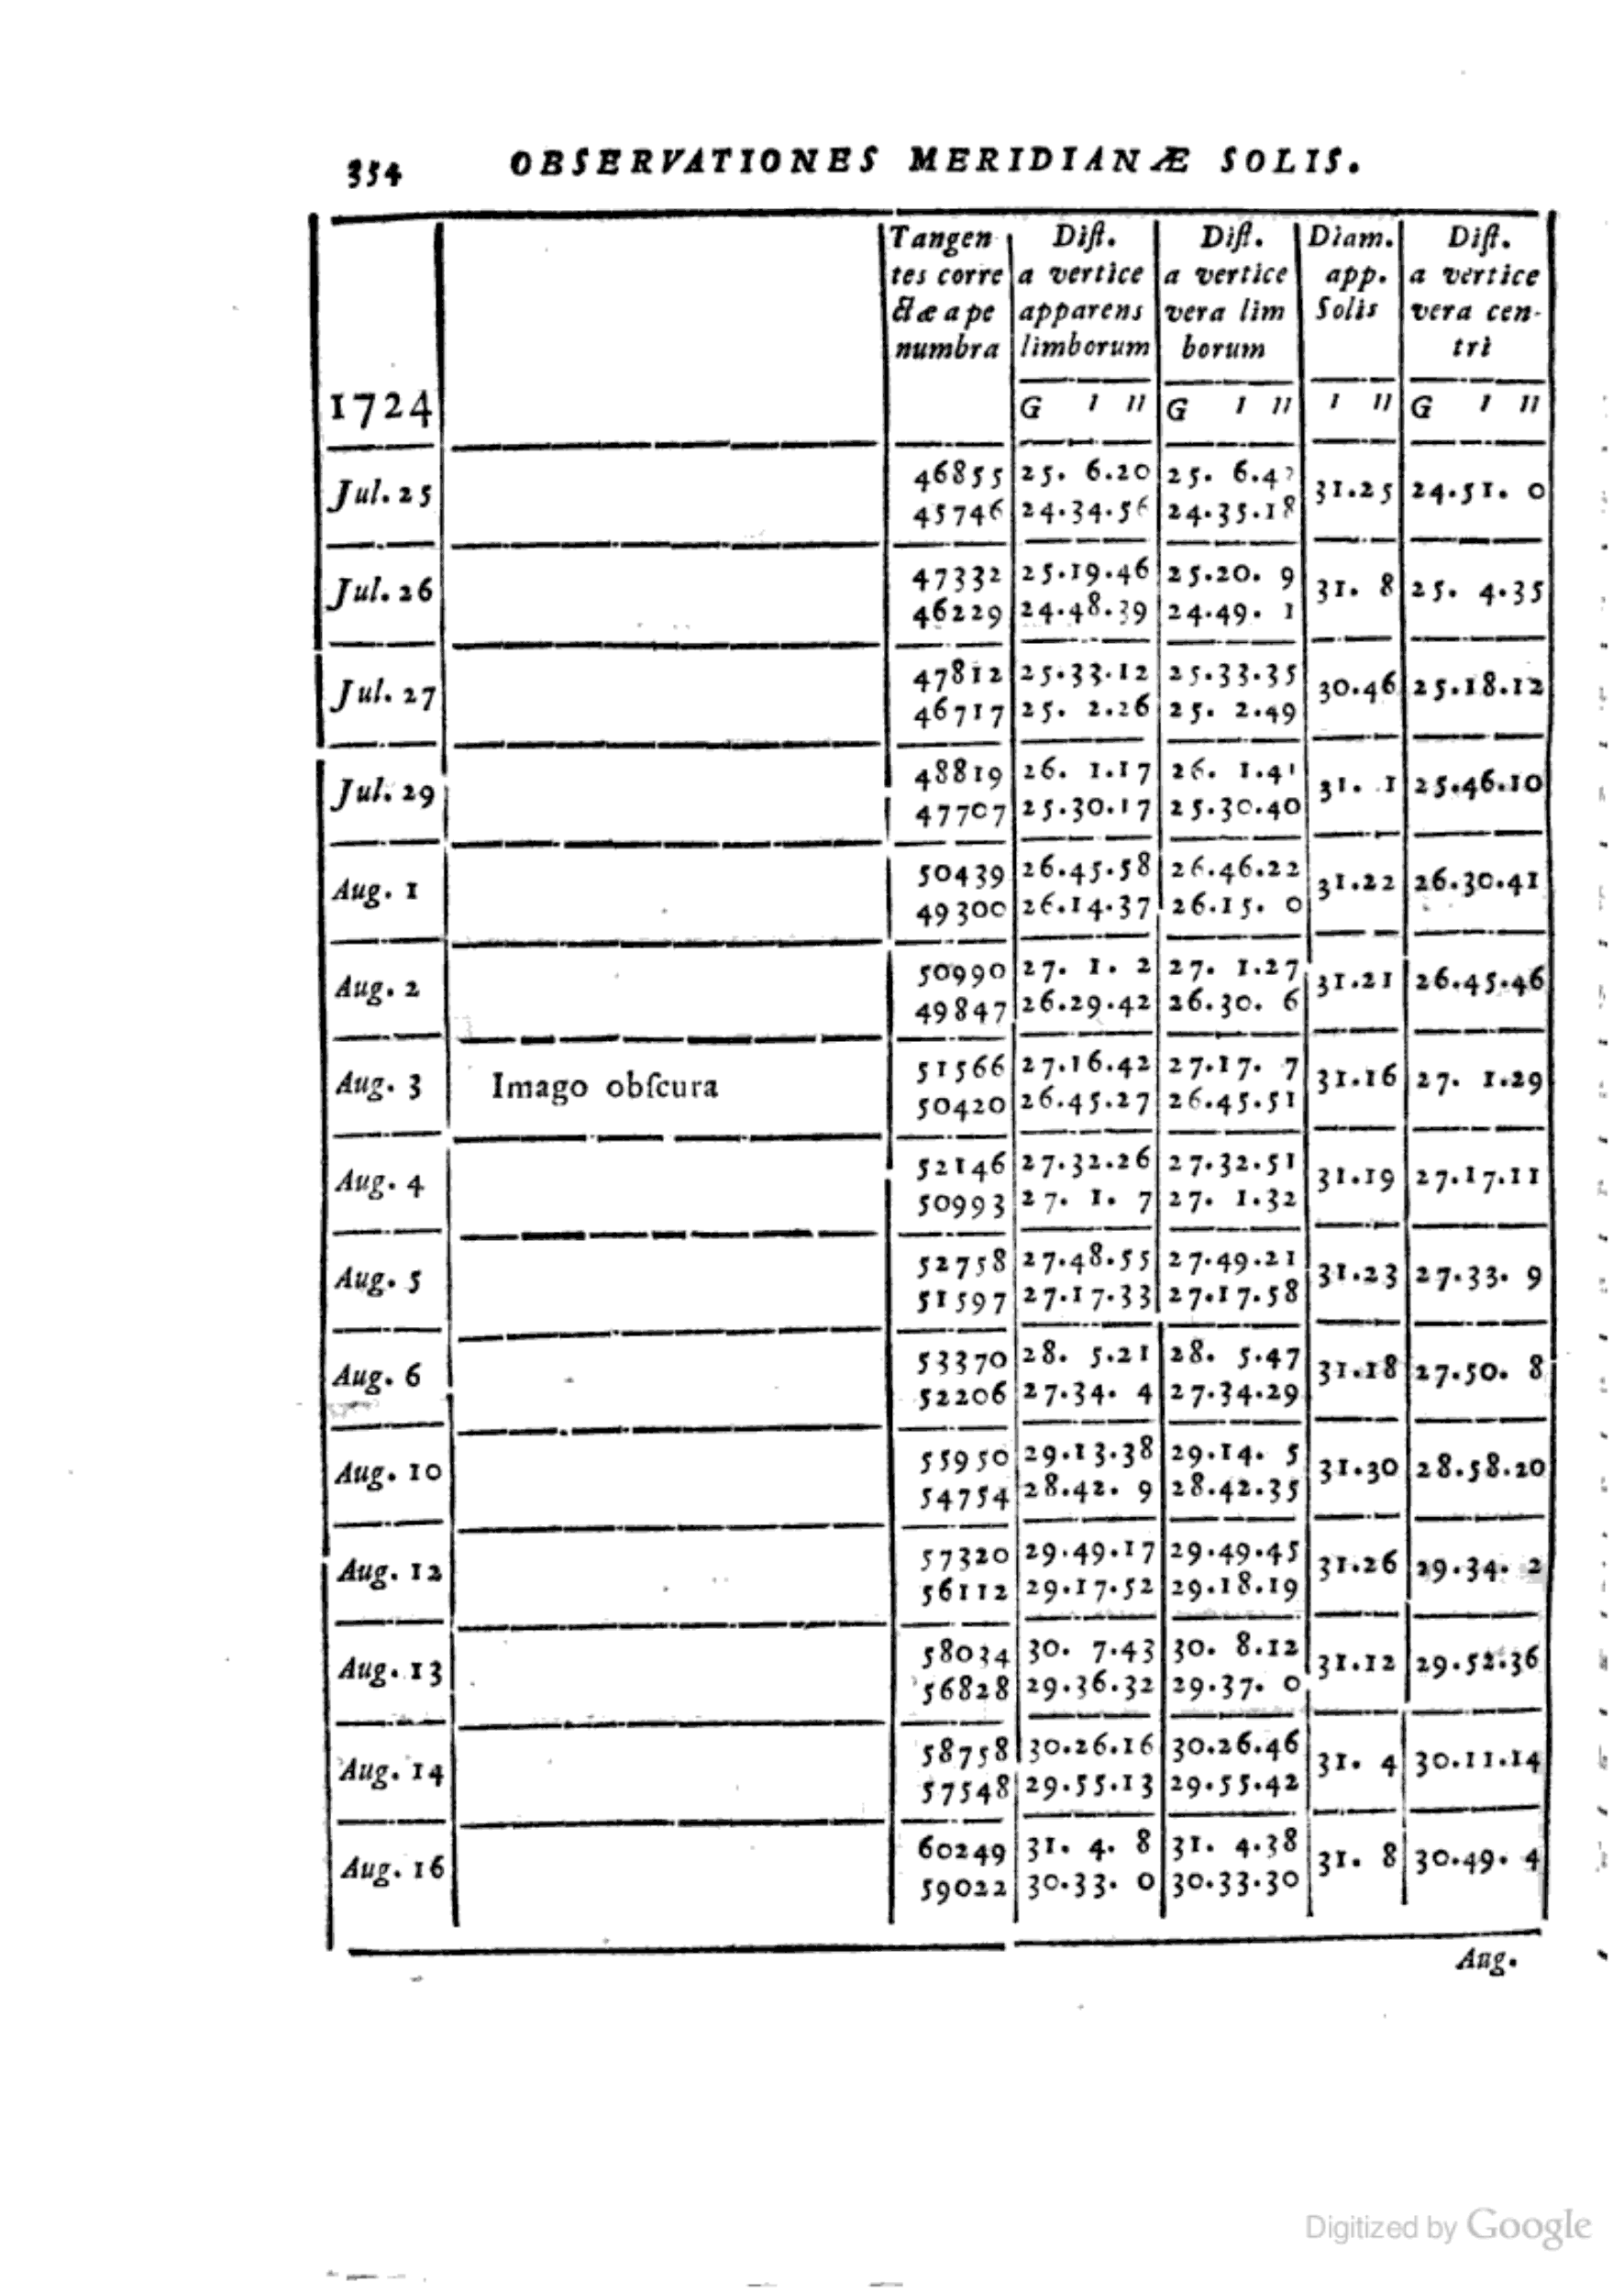 354 OBSERVATIONES MERIDIANÆ SOLIS.
Tangen Diſt. Diſt. Diam. Diſt.
tes corre a vertice a vertice app. a vertice
ctæ a pe apparens vera lim Solis vera cen-
numbra limborum borum tri
1724 G I II G I II I II G I II
46855 25. 6.20 25. 6.4
Jul. 25 31.25 24.51. 0
45746 24.34.56 24.35.18
47332 25.19.46 25.20. 9
Jul. 26 31. 8 25. 4.35
46229 24.48.39 24.49. 1
47812 25.33.12 25.33.35
Jul. 27 30.46 25.18.12
46717 25. 2.26 25. 2.49
48819 26. 1.17 26. 1.41
Jul. 29 31. 1 25.46.10
47707 25.30.17 25.30.40
50439 26.45.58 26.46.22
Aug. 1 31.22 26.30.41
49300 26.14.37 26.15. 0
50990 27. 1. 2 27. 1.27
Aug. 2 31.21 26.45.46
49847 26.29.42 26.30. 6
51566 27.16.42 27.17. 7
Aug. 3 Imago obſcura 31.16 27. 1.29
50420 26.45.27 26.45.51
52146 27.32.26 27.32.51
Aug. 4 31.19 27.17.11
50993 27. 1. 7 27. 1.32
52758 27.48.55 27.49.21
Aug. 5 31.23 27.33. 9
51597 27.17.33 27.17.58
53370 28. 5.21 28. 5.47
Aug. 6 31.18 27.50. 8
52206 27.34. 4 27.34.29
55950 29.13.38 29.14. 5
Aug. 10 31.30 28.58.20
54754 28.42. 9 28.42.35
57320 29.49.17 29.49.45
Aug. 12 31.26 29.34. 2
56112 29.17.52 29.18.19
58034 30. 7.43 30. 8.12
Aug. 13 31.12 29.52.36
56828 29.36.32 29.37. 0
58758 30.26.16 30.26.46
Aug. 14 31. 4 30.11.14
57548 29.55.13 29.55.42
60249 31. 4. 8 31. 4.38
Aug. 16 31. 8 30.49. 4
59022 30.33. 0 30.33.30
Aug.
Digitized by Google